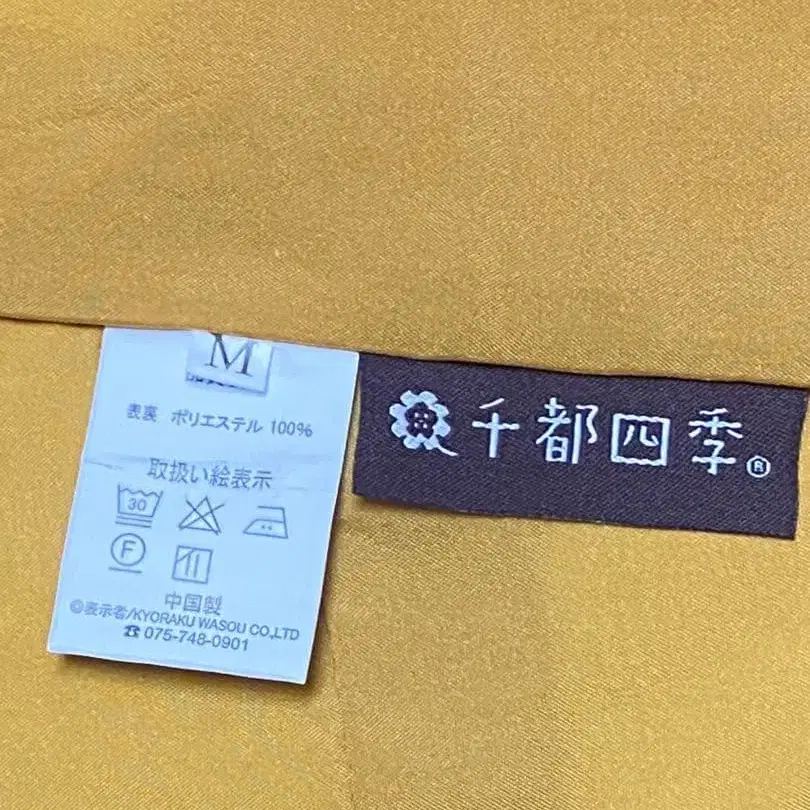 M
表裏 ポリエステル 100%
取扱い絵表示
30
F
中国製
©表示者/KYORAKU WASOU CO.,LTD
☎075-748-0901
千都四季®